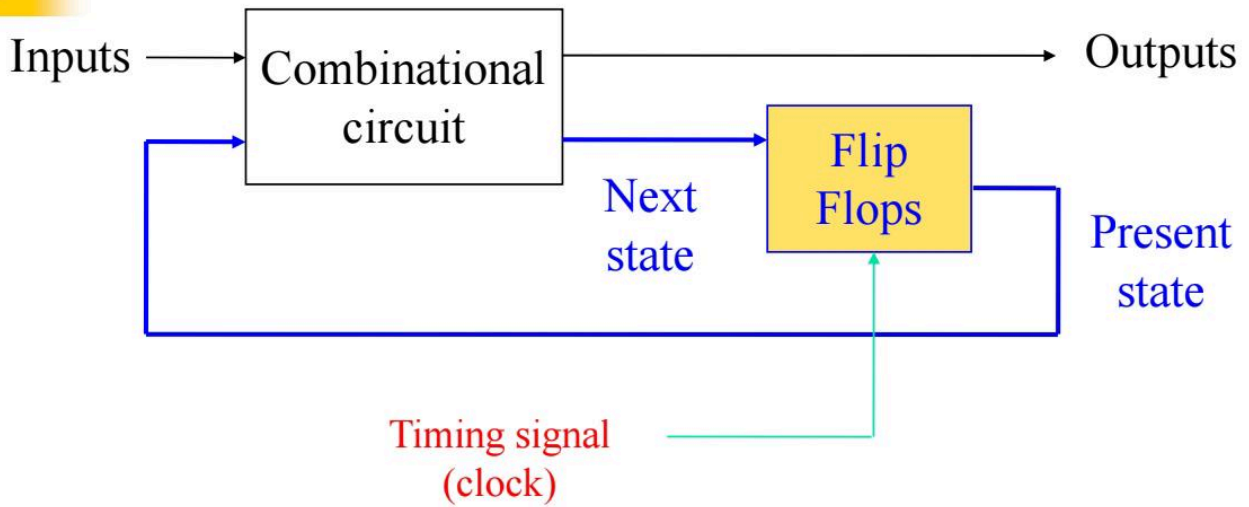 Inputs
Combinational
circuit
Outputs
Next
state
Flip
Flops
Present
state
Timing signal
(clock)